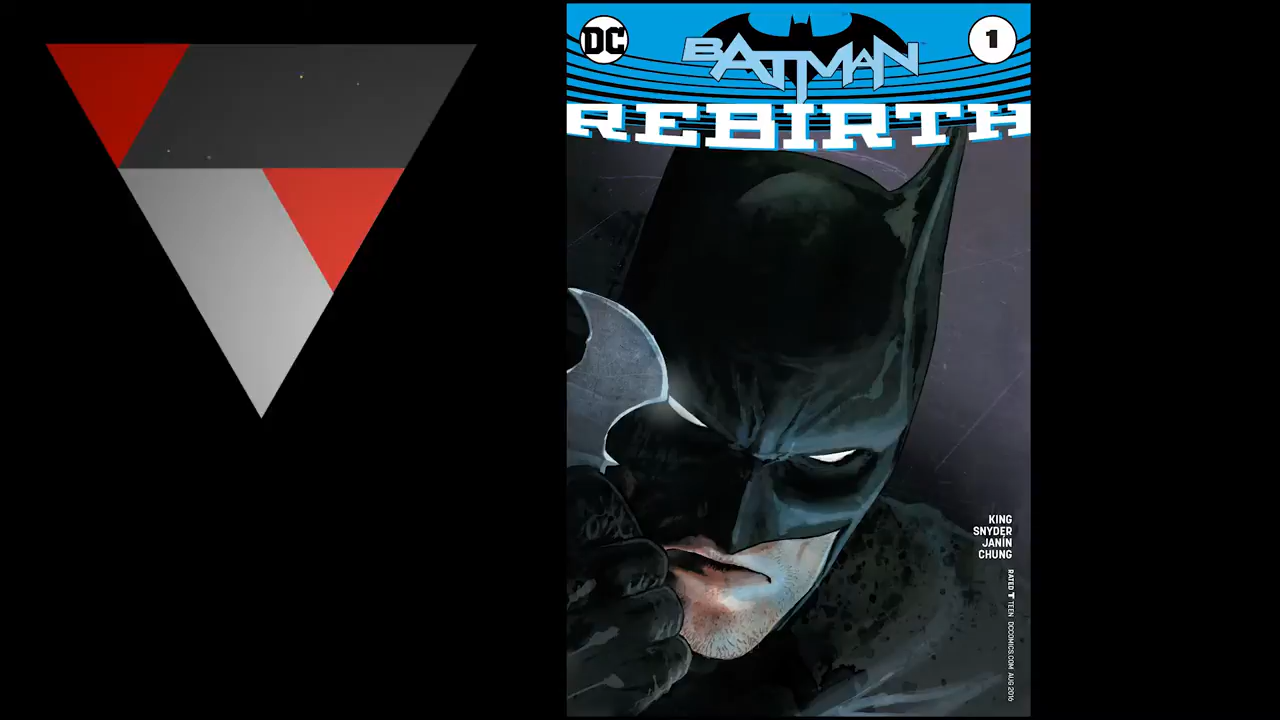 DC
BATMAN
1
REBIRTH
KING
SNYDER
JANÍN
CHUNG
RATED T TEEN DCCOMICS.COM AUG 2016